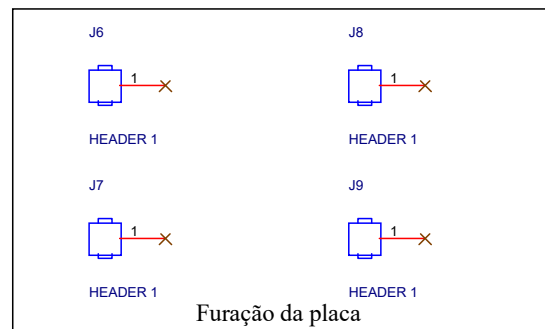 J6
J8
1
1
HEADER 1
HEADER 1
J7
J9
1
1
HEADER 1
HEADER 1
Furação da placa